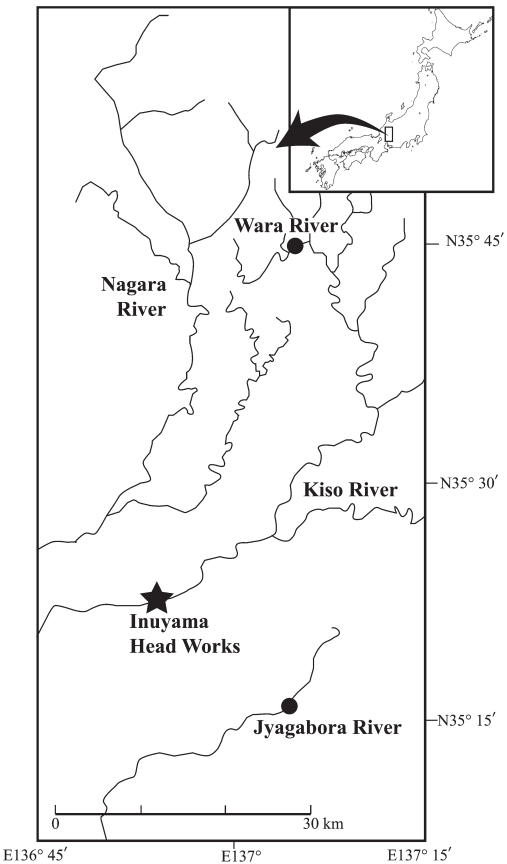 Wara River
N35° 45′
Nagara
River
Kiso River
N35° 30′
Inuyama
Head Works
Jyagabora River
N35° 15′
0 30 km
E136° 45′ E137° E137° 15′